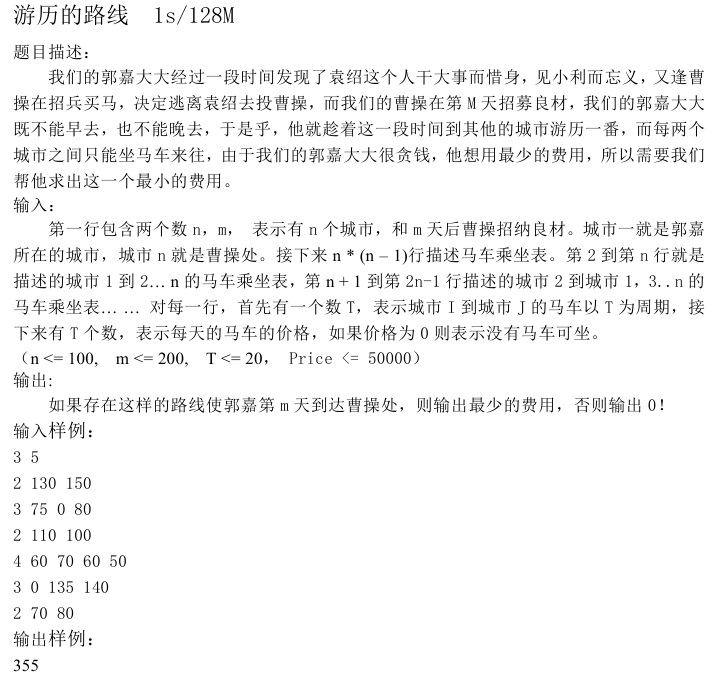 游历的路线 1s/128M
题目描述：
我们的郭嘉大大经过一段时间发现了袁绍这个人干大事而惜身，见小利而忘义，又逢曹
操在招兵买马，决定逃离袁绍去投曹操，而我们的曹操在第 M 天招募良材，我们的郭嘉大大
既不能早去，也不能晚去，于是乎，他就趁着这一段时间到其他的城市游历一番，而每两个
城市之间只能坐马车来往，由于我们的郭嘉大大很贪钱，他想用最少的费用，所以需要我们
帮他求出这一个最小的费用。
输入：
第一行包含两个数 n，m， 表示有 n 个城市，和 m 天后曹操招纳良材。城市一就是郭嘉
所在的城市，城市 n 就是曹操处。接下来 n * (n – 1)行描述马车乘坐表。第 2 到第 n 行就是
描述的城市 1 到 2… n 的马车乘坐表，第 n + 1 到第 2n-1 行描述的城市 2 到城市 1，3..n 的
马车乘坐表… … 对每一行，首先有一个数 T，表示城市 I 到城市 J 的马车以 T 为周期，接
下来有 T 个数，表示每天的马车的价格，如果价格为 0 则表示没有马车可坐。
（n <= 100, m <= 200, T <= 20， Price <= 50000）
输出：
如果存在这样的路线使郭嘉第 m 天到达曹操处，则输出最少的费用，否则输出 0！
输入样例：
3 5
2 130 150
3 75 0 80
2 110 100
4 60 70 60 50
3 0 135 140
2 70 80
输出样例：
355